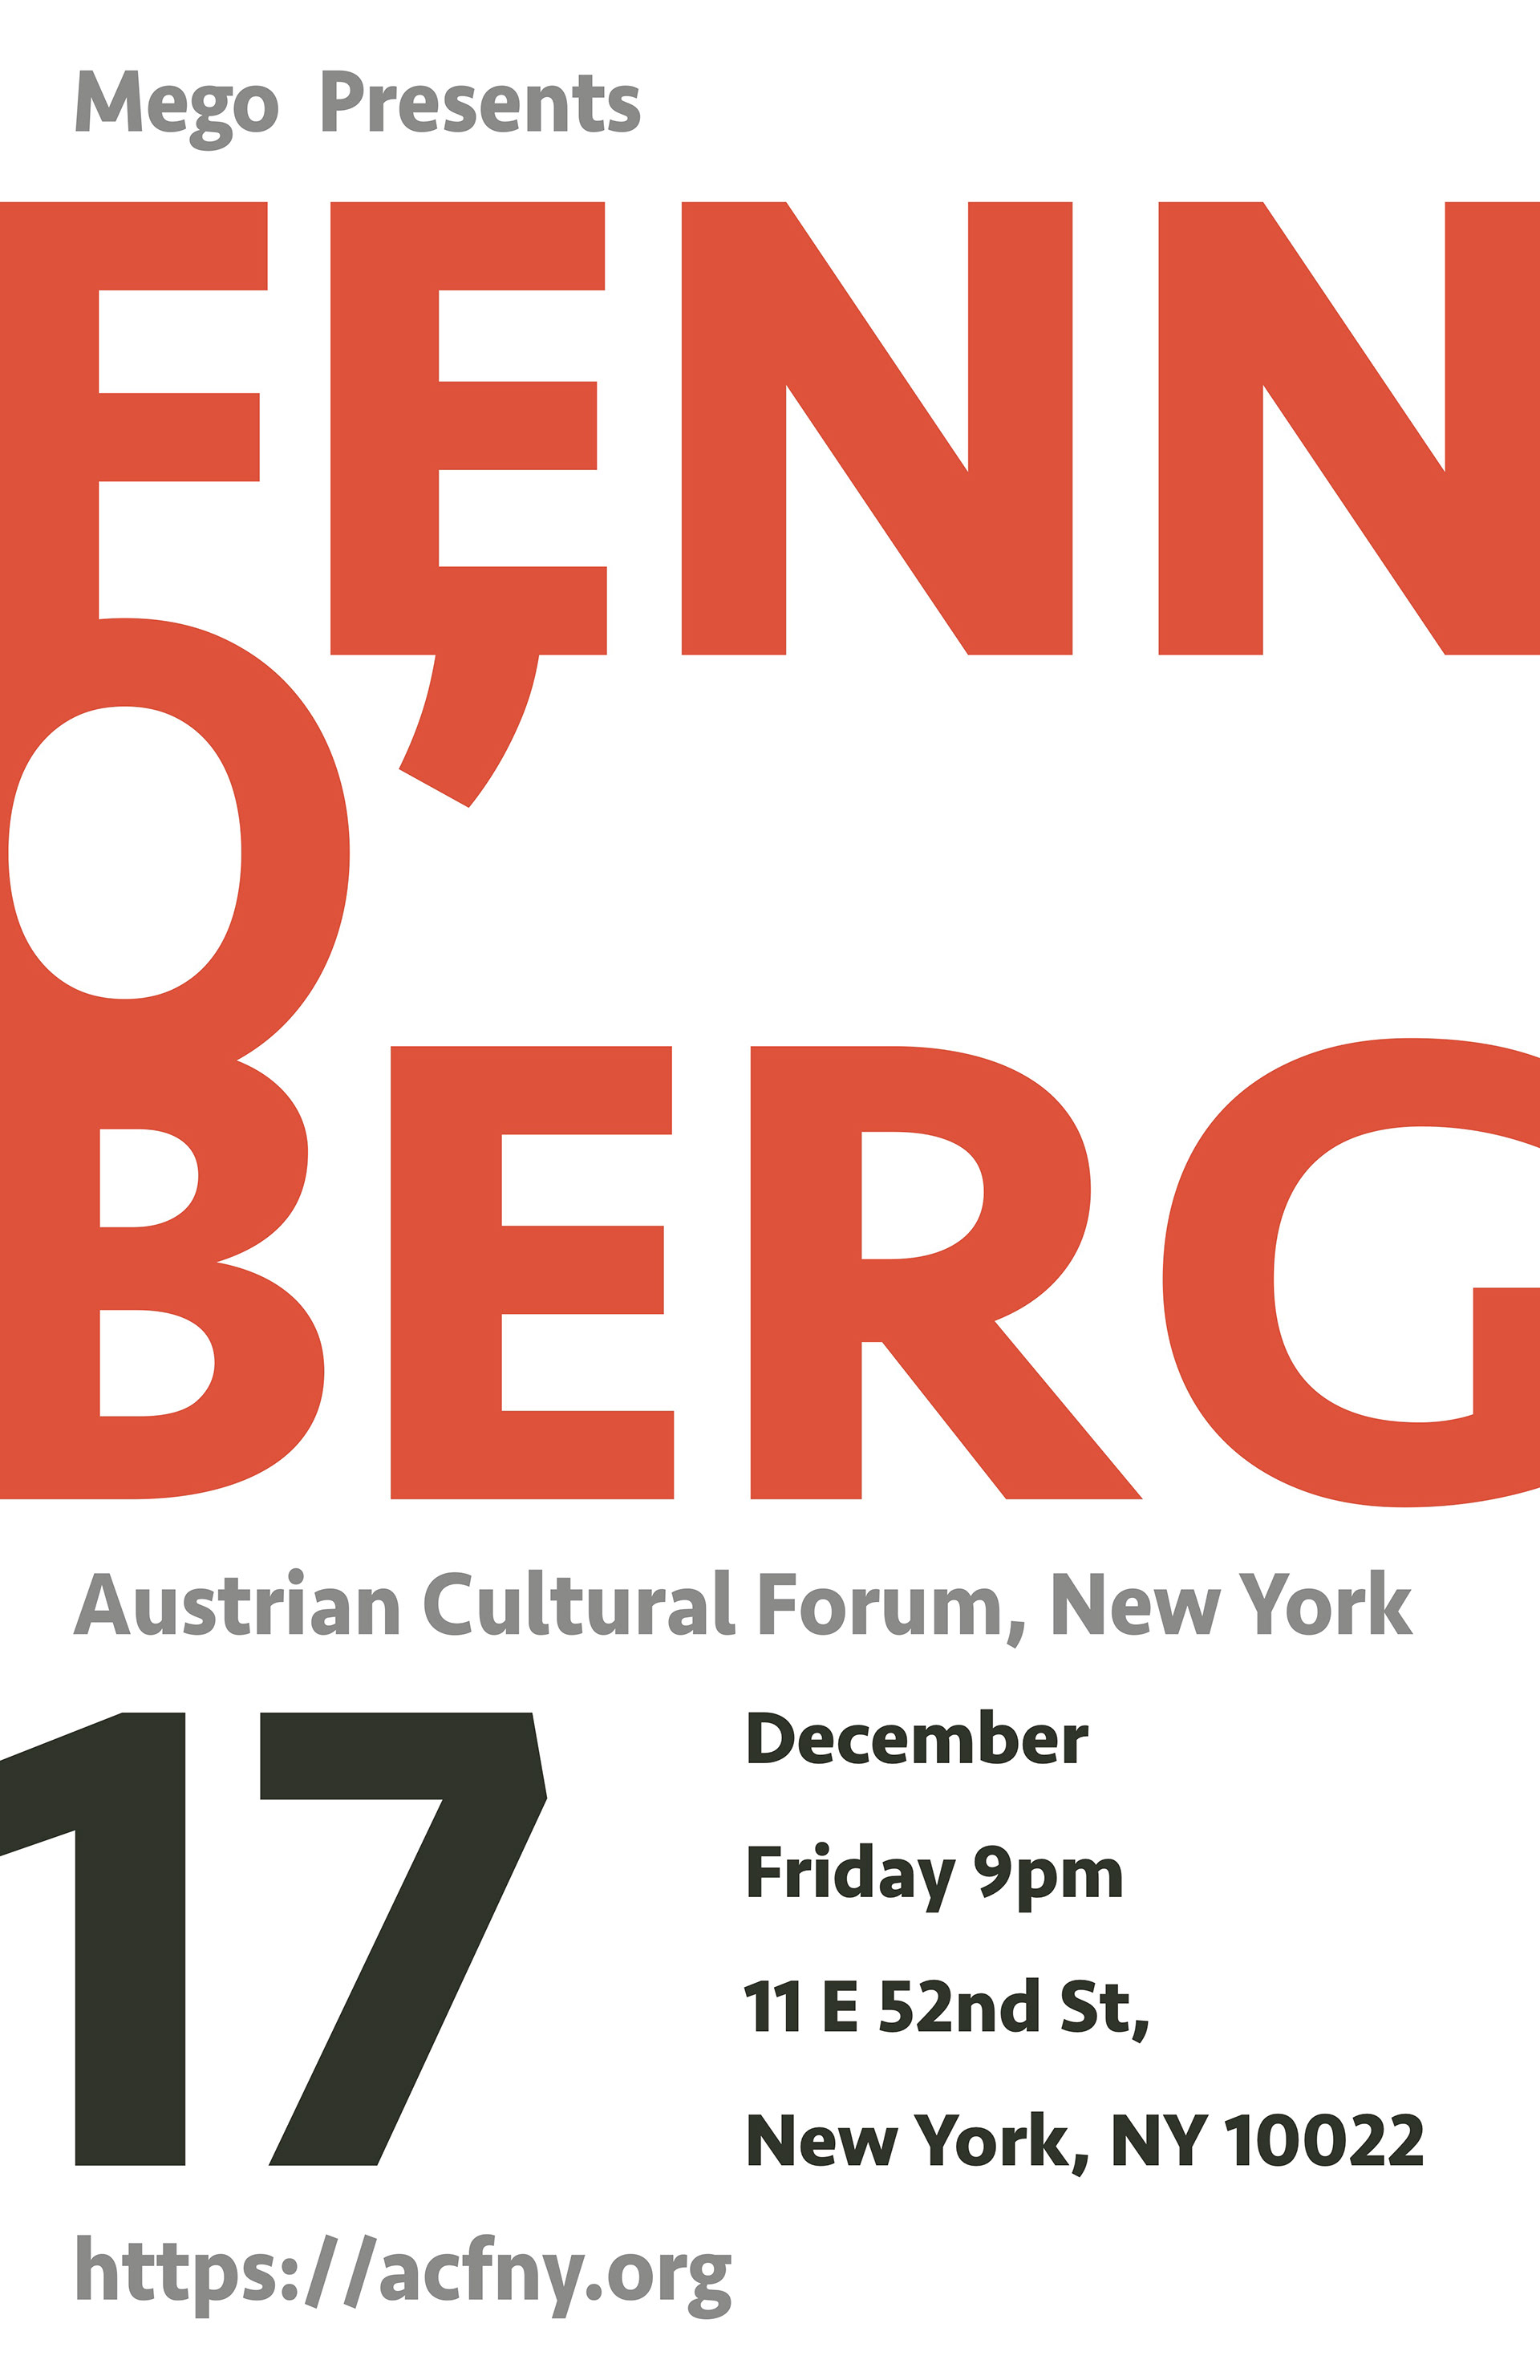 Mego Presents
FENN
O’
BERG
Austrian Cultural Forum, New York
17
December
Friday 9pm
11 E 52nd St,
New York, NY 10022
https://acfny.org